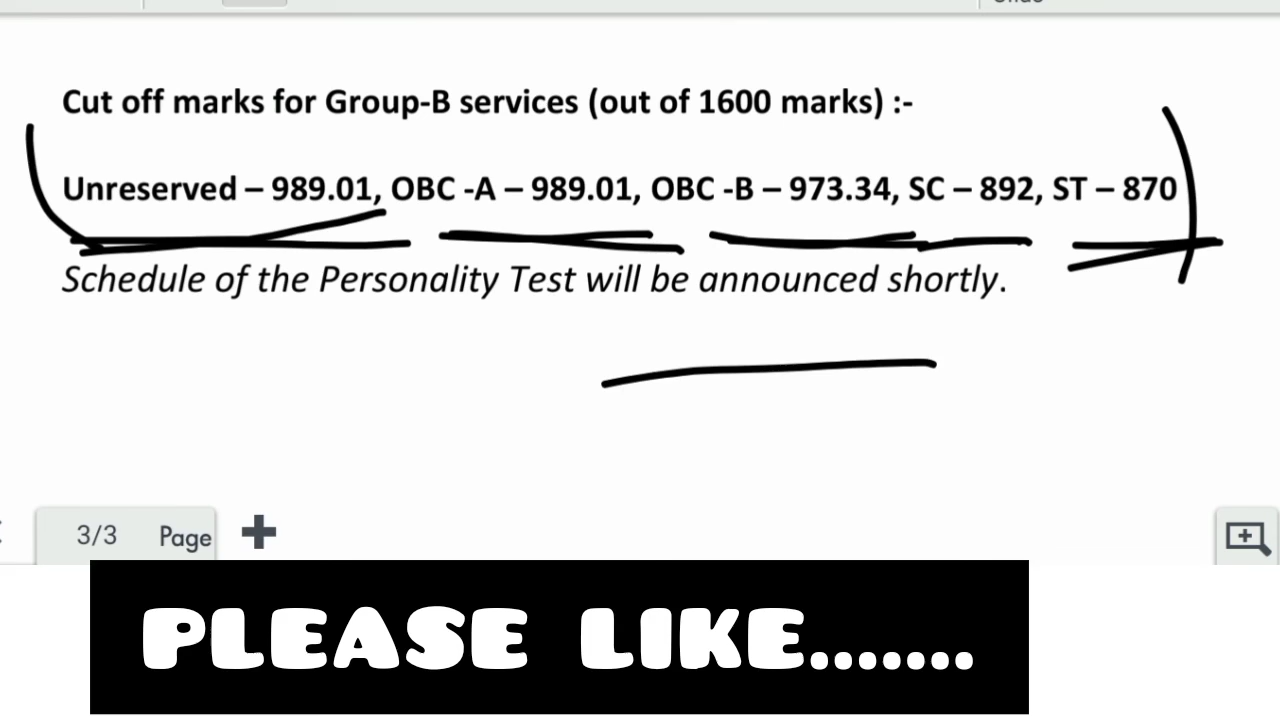 Cut off marks for Group-B services (out of 1600 marks) :-
Unreserved – 989.01, OBC -A – 989.01, OBC -B – 973.34, SC – 892, ST – 870
Schedule of the Personality Test will be announced shortly.
3/3 Page
PLEASE LIKE.......